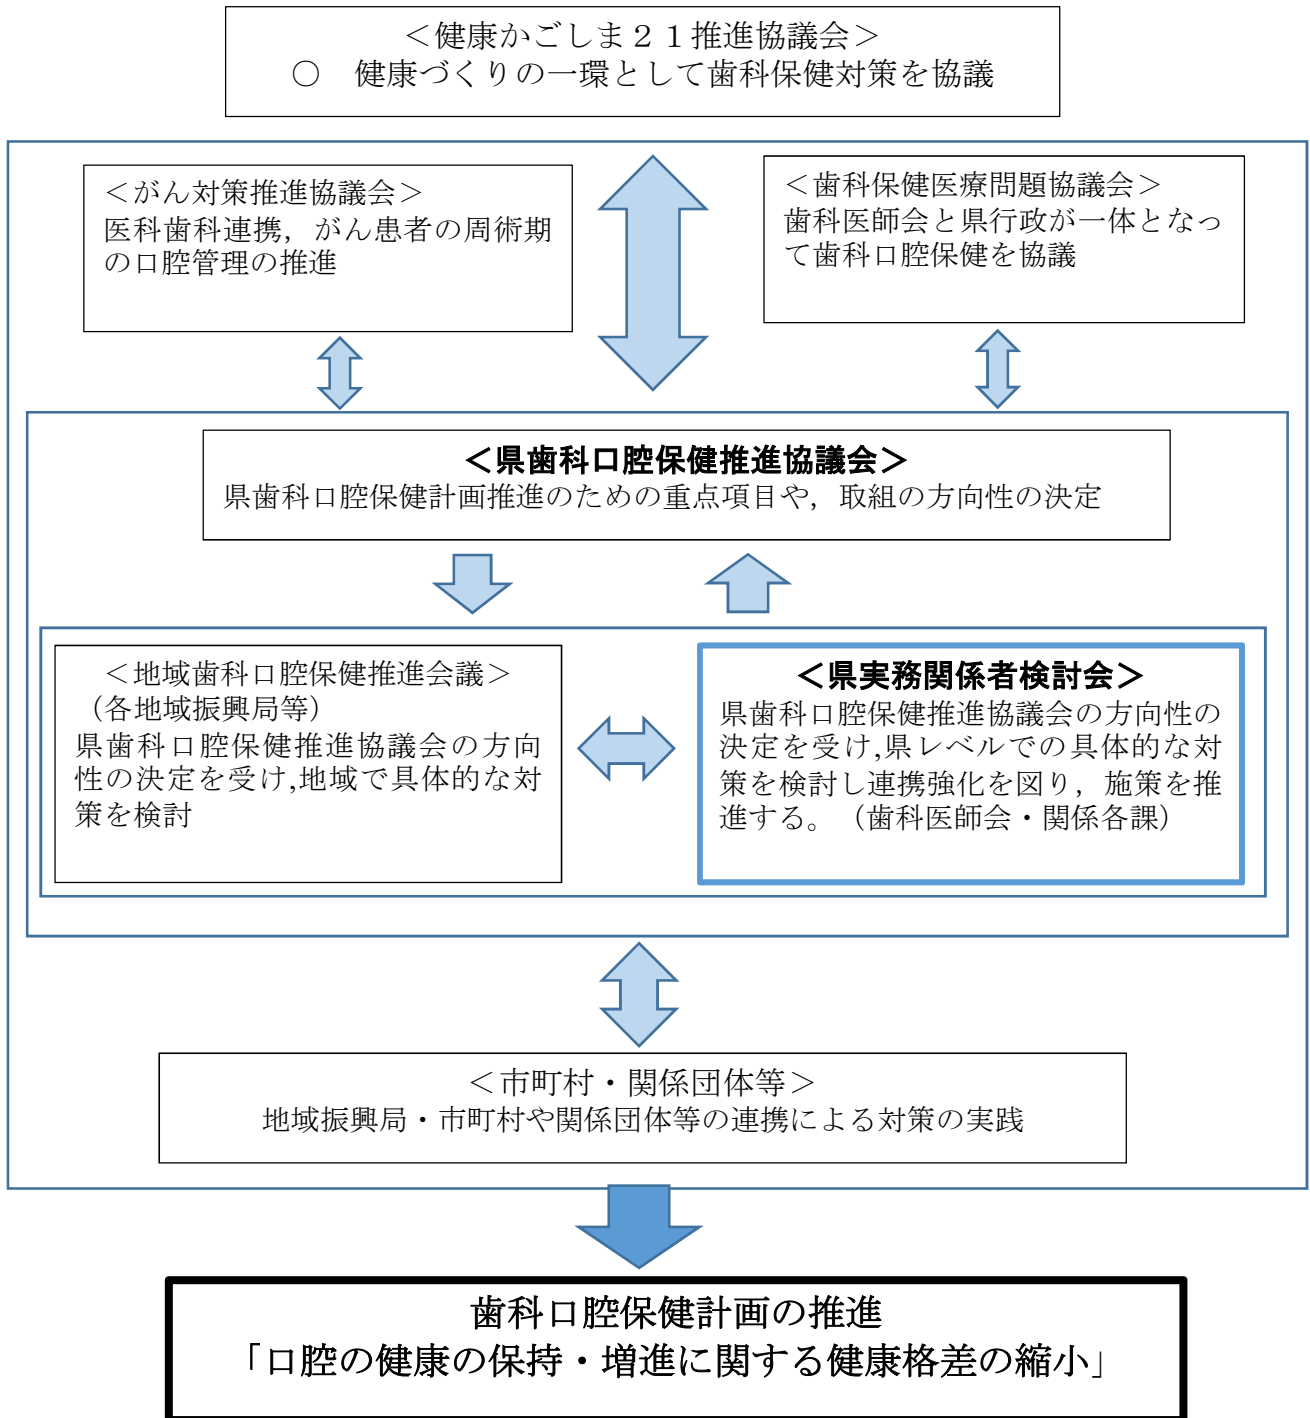 ＜健康かごしま２１推進協議会＞
○　健康づくりの一環として歯科保健対策を協議
＜がん対策推進協議会＞
医科歯科連携，がん患者の周術期
の口腔管理の推進
＜歯科保健医療問題協議会＞
歯科医師会と県行政が一体となっ
て歯科口腔保健を協議
＜県歯科口腔保健推進協議会＞
県歯科口腔保健計画推進のための重点項目や，取組の方向性の決定
＜地域歯科口腔保健推進会議＞
（各地域振興局等）
県歯科口腔保健推進協議会の方向
性の決定を受け,地域で具体的な対
策を検討
＜県実務関係者検討会＞
県歯科口腔保健推進協議会の方向性の
決定を受け,県レベルでの具体的な対
策を検討し連携強化を図り，施策を推
進する。（歯科医師会・関係各課）
＜市町村・関係団体等＞
地域振興局・市町村や関係団体等の連携による対策の実践
歯科口腔保健計画の推進
「口腔の健康の保持・増進に関する健康格差の縮小」